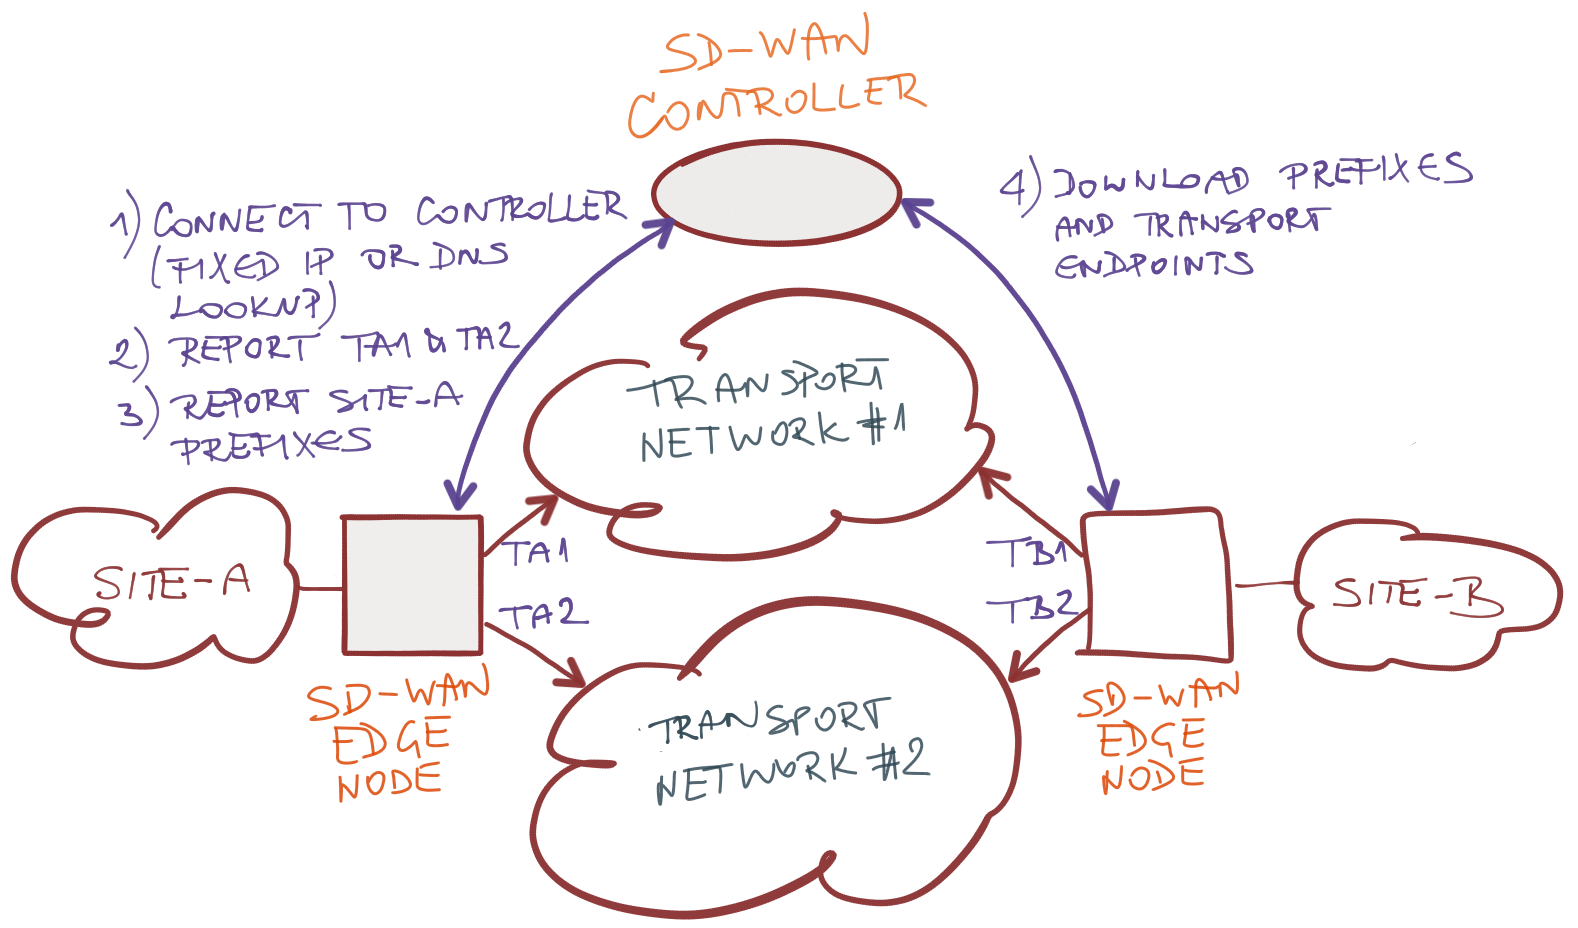 SD-WAN
CONTROLLER
1) CONNECT TO CONTROLLER
(FIXED IP OR DNS
LOOKUP)
2) REPORT TA1 & TA2
3) REPORT SITE-A
PREFIXES
4) DOWNLOAD PREFIXES
AND TRANSPORT
ENDPOINTS
TRANSPORT
NETWORK #1
SITE-A
TA1
TA2
SD-WAN
EDGE
NODE
TB1
TB2
SITE-B
SD-WAN
EDGE
NODE
TRANSPORT
NETWORK #2